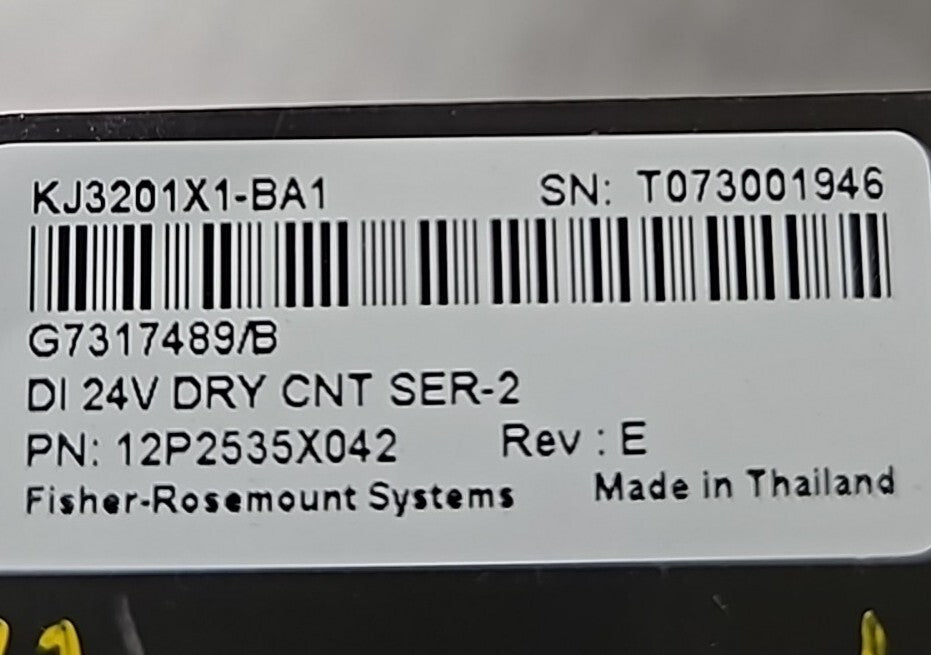 KJ3201X1-BA1 SN: T073001946
G7317489/B
DI 24V DRY CNT SER-2
PN: 12P2535X042 Rev : E
Fisher-Rosemount Systems Made in Thailand